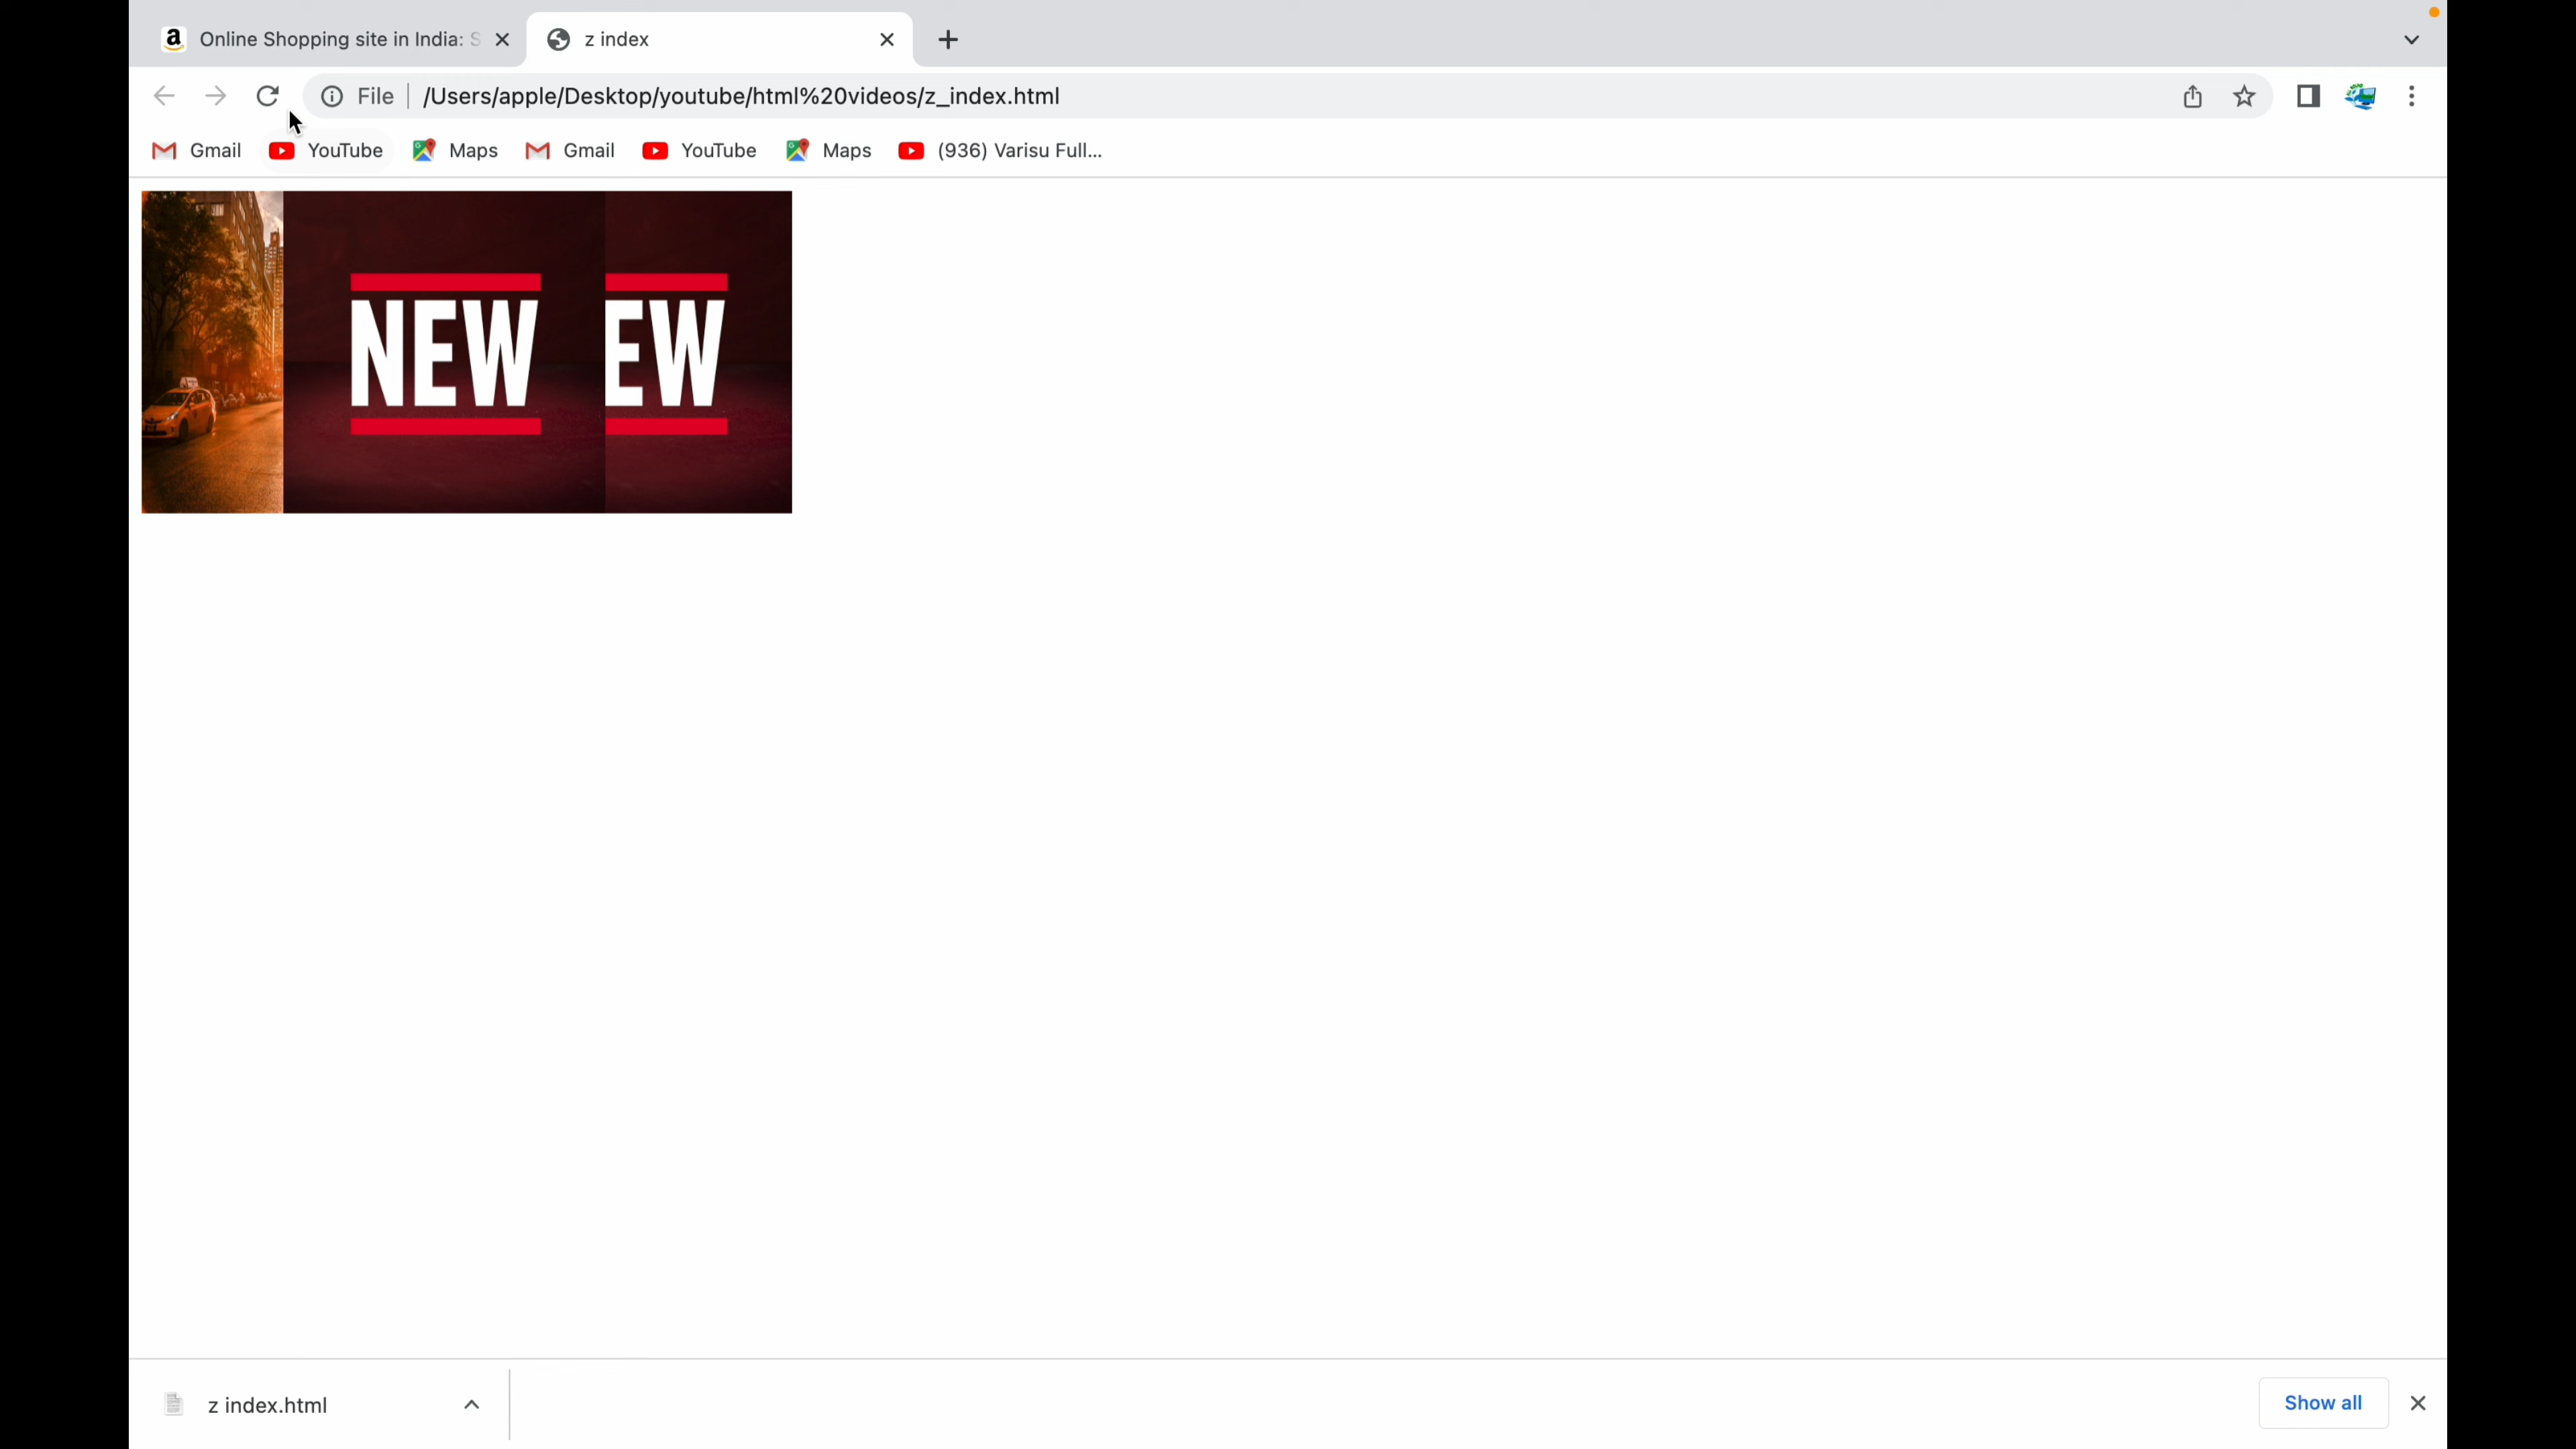 Online Shopping site in India: S
z index
File
/Users/apple/Desktop/youtube/html%20videos/z_index.html
Gmail
YouTube
Maps
Gmail
YouTube
Maps
(936) Varisu Full...
NEW
EW
z index.html
Show all